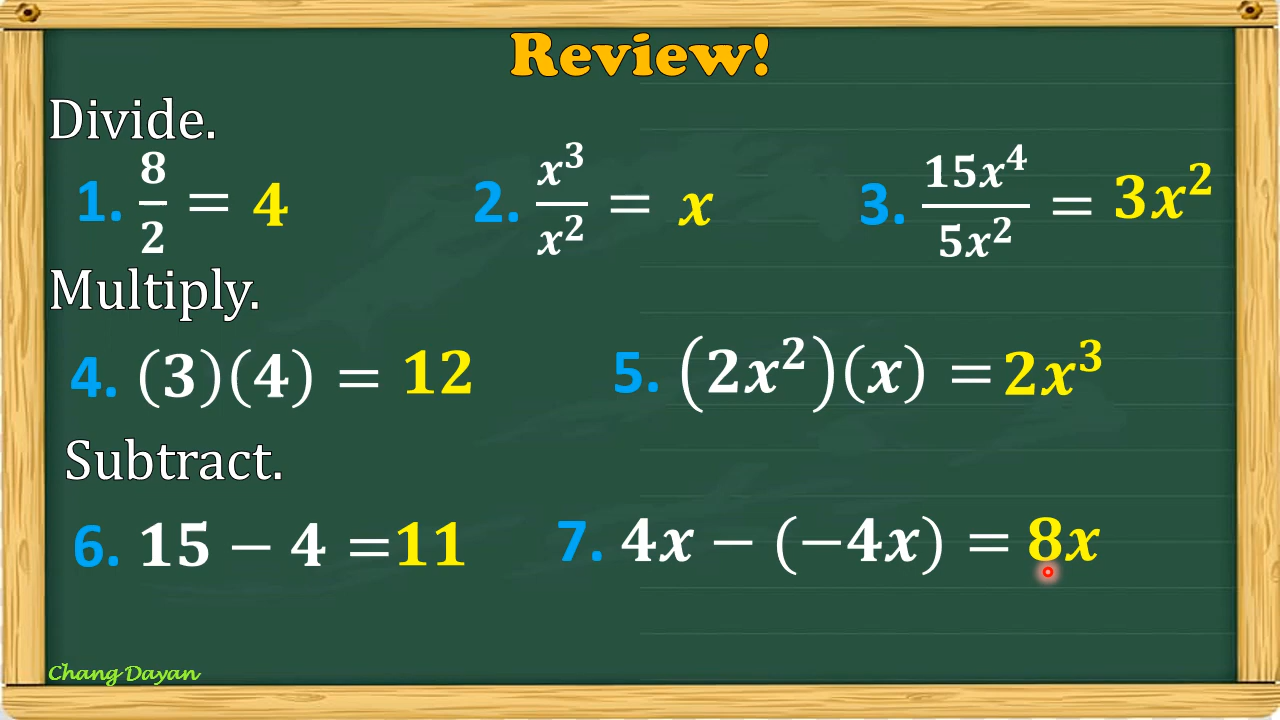 Review!
Divide.
1. 8/2 = 4 2. x³/x² = x 3. 15x⁴/5x² = 3x²
Multiply.
4. (3)(4) = 12 5. (2x²)(x) = 2x³
Subtract.
6. 15 − 4 = 11 7. 4x − (−4x) = 8x
Chang Dayan